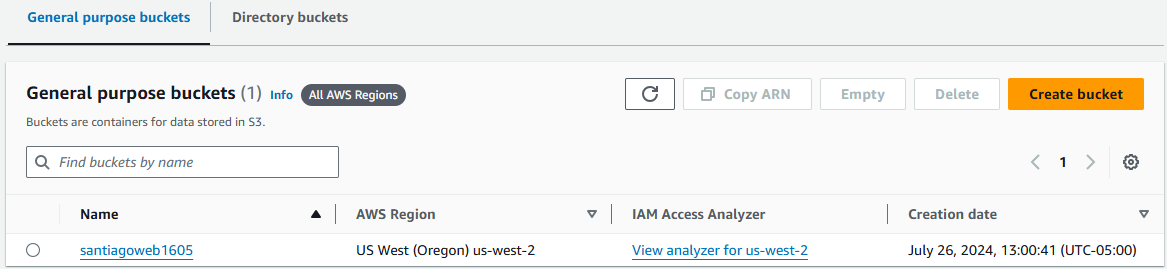 General purpose buckets Directory buckets
General purpose buckets (1) Info All AWS Regions Copy ARN Empty Delete Create bucket
Buckets are containers for data stored in S3.
Find buckets by name 1
Name AWS Region IAM Access Analyzer Creation date
santiagoweb1605 US West (Oregon) us-west-2 View analyzer for us-west-2 July 26, 2024, 13:00:41 (UTC-05:00)